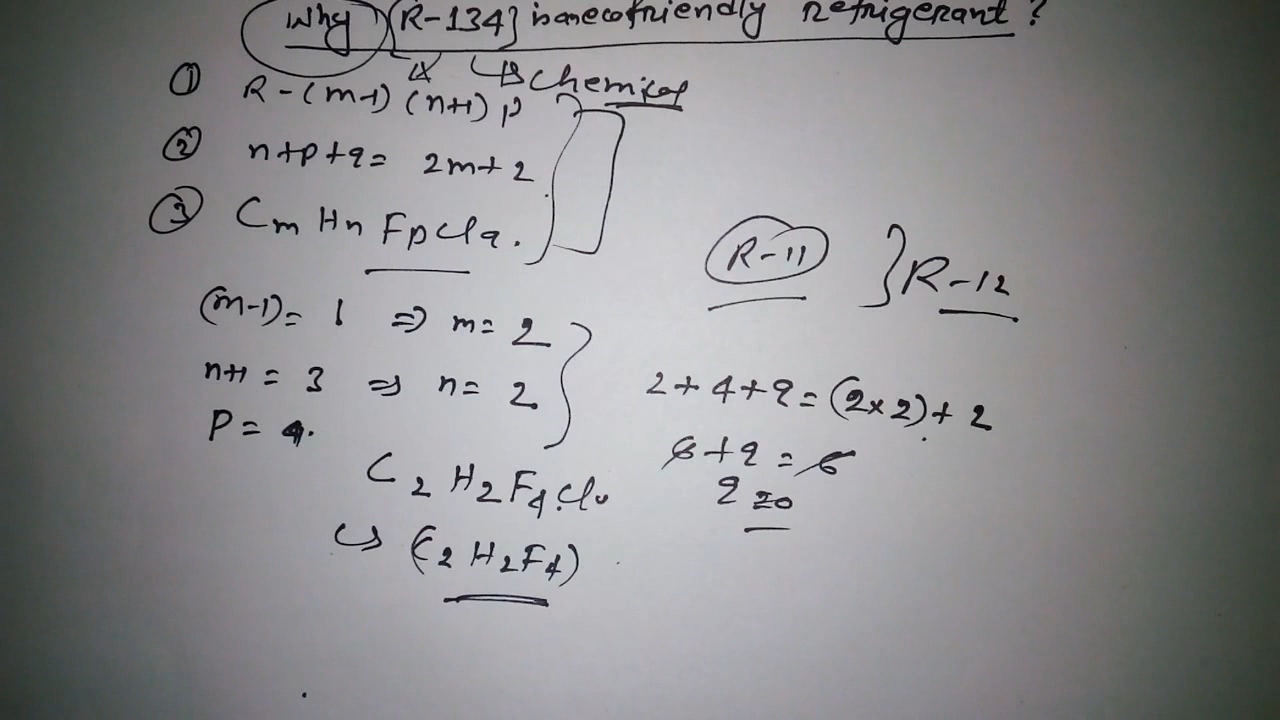 Why (R-134} is an ecofriendly refrigerant?
↳ Chemical
① R-(m-1) (n+1) P
② n+p+q = 2m+2
③ CmHnFpClq.
R-11 } R-12
(m-1) = 1 ⇒ m = 2
n+1 = 3 ⇒ n = 2
P = 4.
2+4+q = (2×2)+2
6+q = 6
q = 0
C2H2F4Cl0
↳ (C2H2F4)